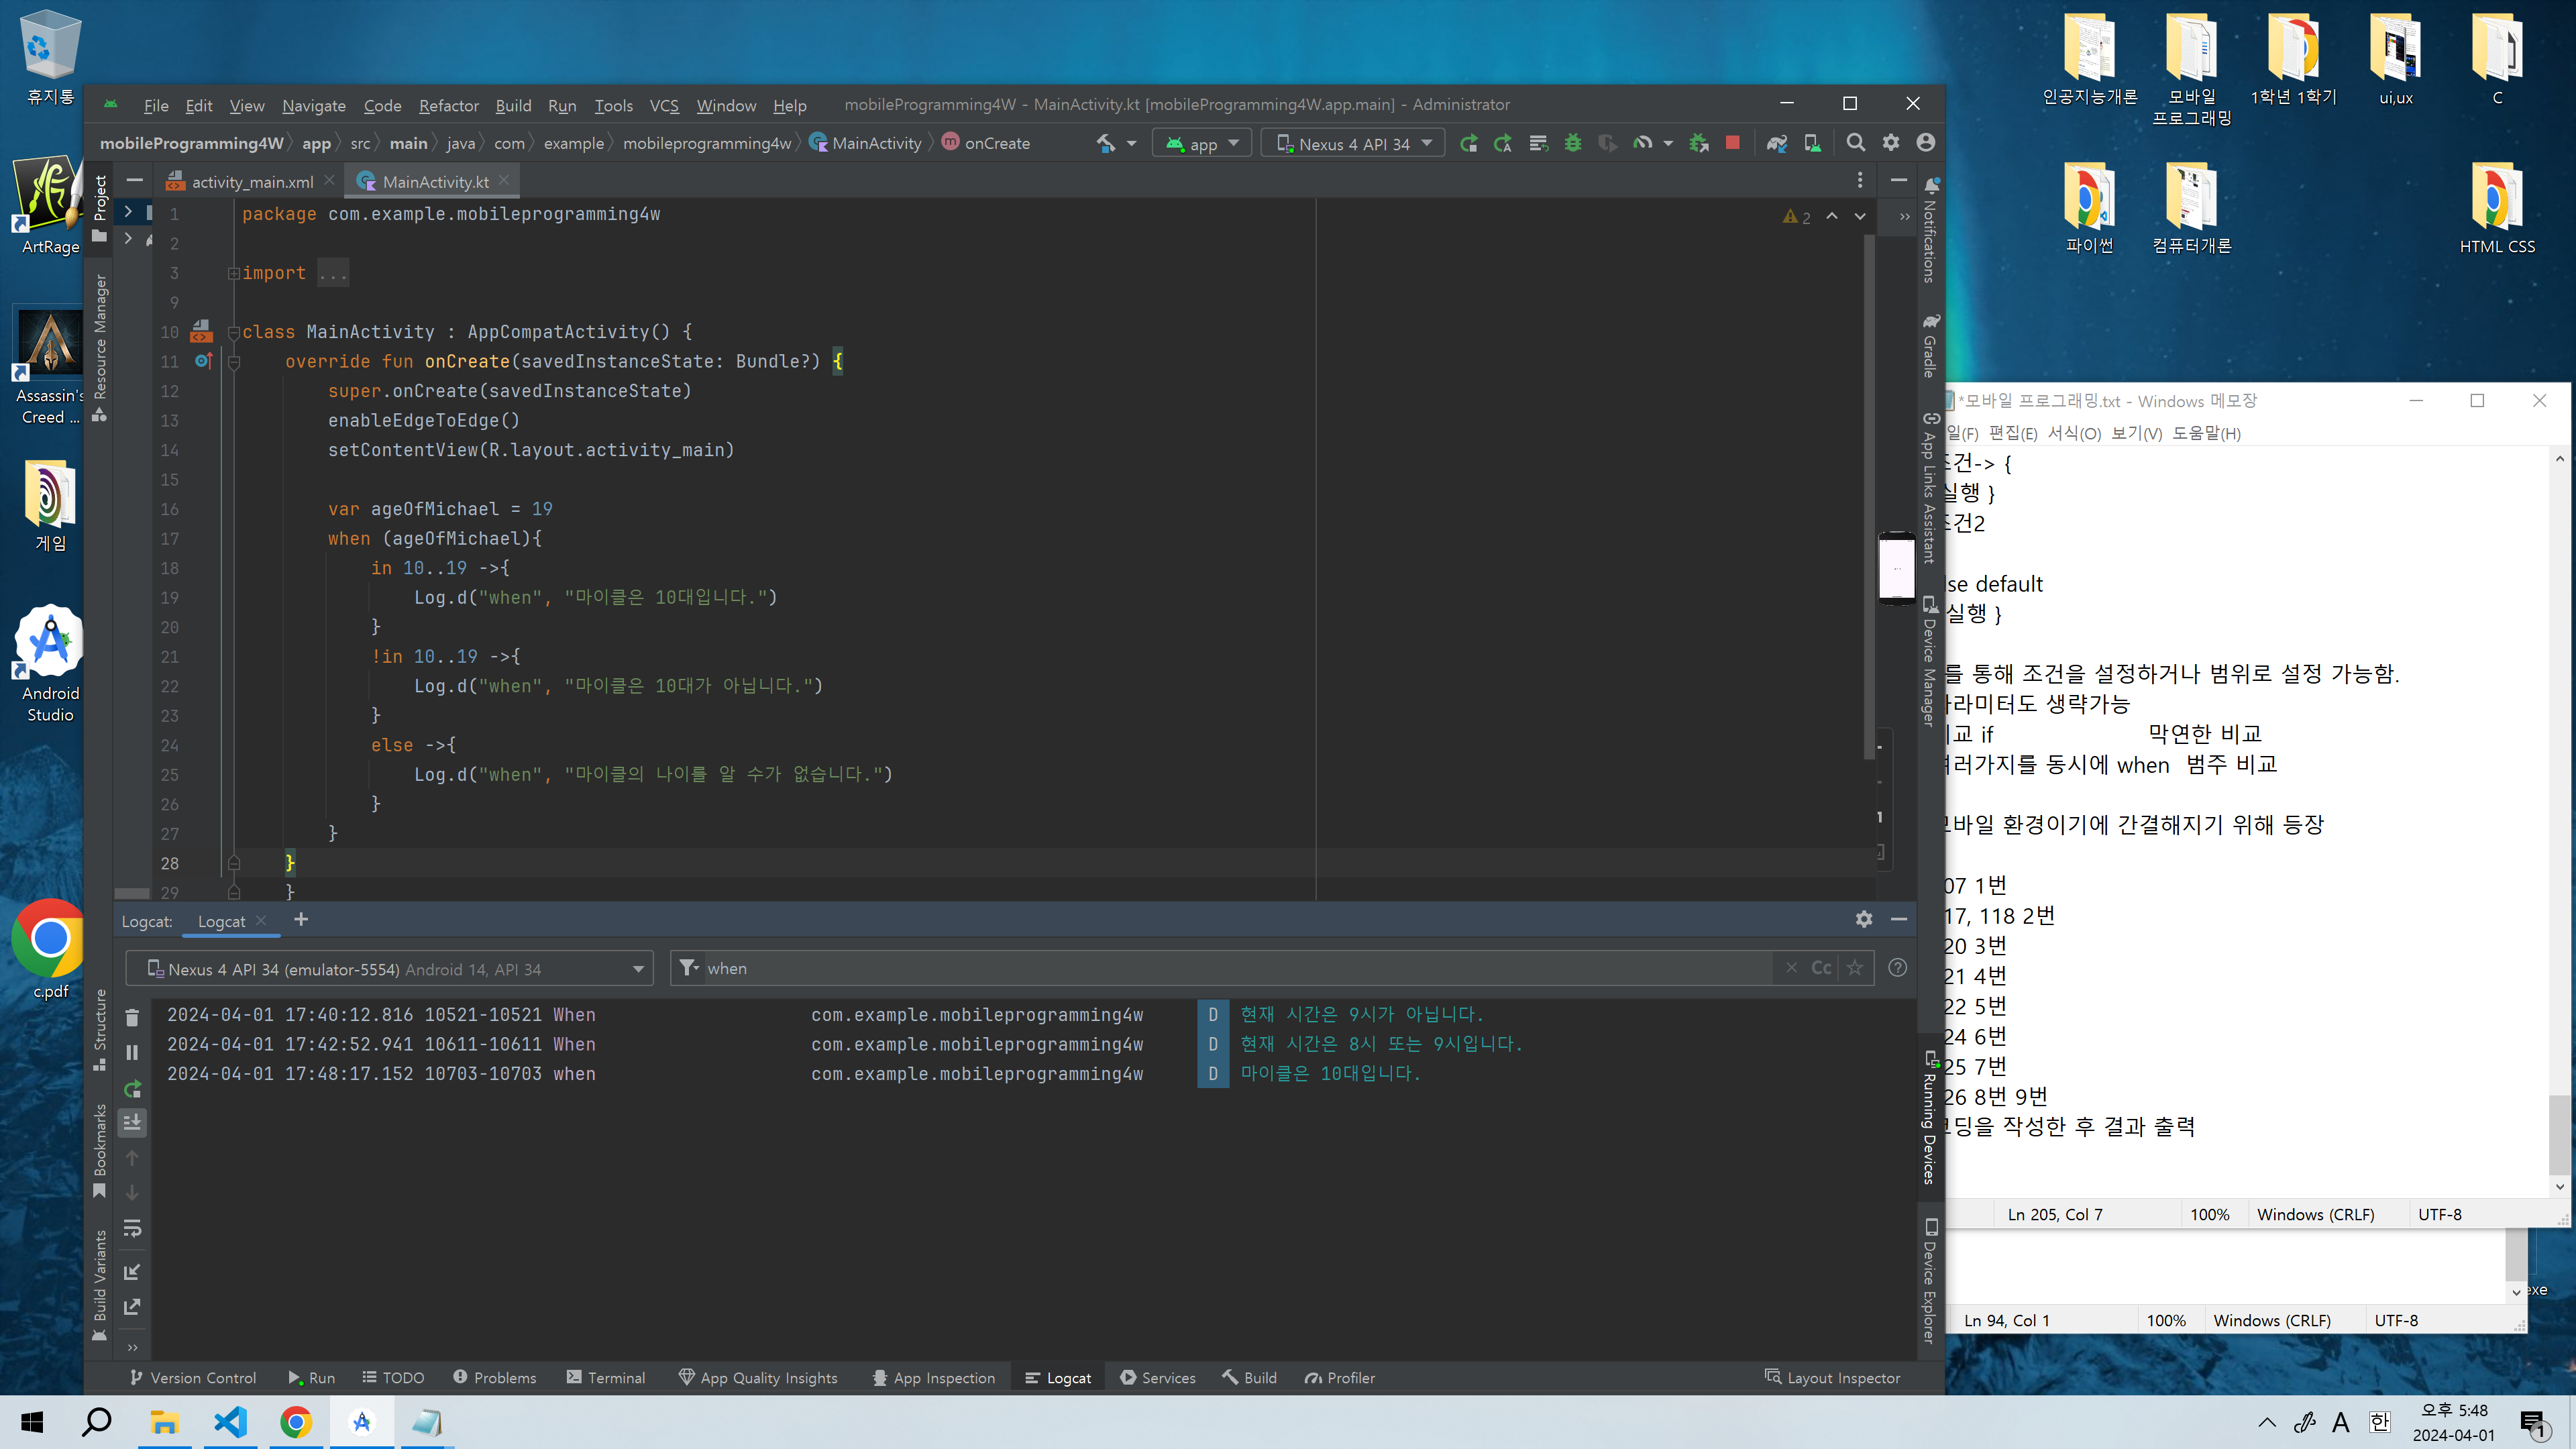 휴지통
ArtRage
Assassin's
Creed ...
게임
Android
Studio
c.pdf
인공지능개론
모바일
프로그래밍
1학년 1학기
ui,ux
C
파이썬
컴퓨터개론
HTML CSS
File Edit View Navigate Code Refactor Build Run Tools VCS Window Help
mobileProgramming4W - MainActivity.kt [mobileProgramming4W.app.main] - Administrator
mobileProgramming4W app src main java com example mobileprogramming4w MainActivity onCreate
app
Nexus 4 API 34
Project
Resource Manager
Structure
Bookmarks
Build Variants
activity_main.xml
MainActivity.kt
2
1 package com.example.mobileprogramming4w
2
3 import ...
9
10 class MainActivity : AppCompatActivity() {
11 override fun onCreate(savedInstanceState: Bundle?) {
12 super.onCreate(savedInstanceState)
13 enableEdgeToEdge()
14 setContentView(R.layout.activity_main)
15
16 var ageOfMichael = 19
17 when (ageOfMichael){
18 in 10..19 ->{
19 Log.d("when", "마이클은 10대입니다.")
20 }
21 !in 10..19 ->{
22 Log.d("when", "마이클은 10대가 아닙니다.")
23 }
24 else ->{
25 Log.d("when", "마이클의 나이를 알 수가 없습니다.")
26 }
27 }
28 }
29 }
Notifications
Gradle
App Links Assistant
Device Manager
Running Devices
Device Explorer
Logcat: Logcat
Nexus 4 API 34 (emulator-5554) Android 14, API 34
when
Cc
2024-04-01 17:40:12.816 10521-10521 When com.example.mobileprogramming4w D 현재 시간은 9시가 아닙니다.
2024-04-01 17:42:52.941 10611-10611 When com.example.mobileprogramming4w D 현재 시간은 8시 또는 9시입니다.
2024-04-01 17:48:17.152 10703-10703 when com.example.mobileprogramming4w D 마이클은 10대입니다.
Version Control Run TODO Problems Terminal App Quality Insights App Inspection Logcat Services Build Profiler Layout Inspector
*모바일 프로그래밍.txt - Windows 메모장
일(F) 편집(E) 서식(O) 보기(V) 도움말(H)
조건-> {
실행 }
조건2
lse default
실행 }
를 통해 조건을 설정하거나 범위로 설정 가능함.
파라미터도 생략가능
비교 if 막연한 비교
여러가지를 동시에 when 범주 비교
모바일 환경이기에 간결해지기 위해 등장
07 1번
17, 118 2번
20 3번
21 4번
22 5번
24 6번
25 7번
26 8번 9번
코딩을 작성한 후 결과 출력
Ln 205, Col 7 100% Windows (CRLF) UTF-8
exe
Ln 94, Col 1 100% Windows (CRLF) UTF-8
A
한
오후 5:48
2024-04-01
1